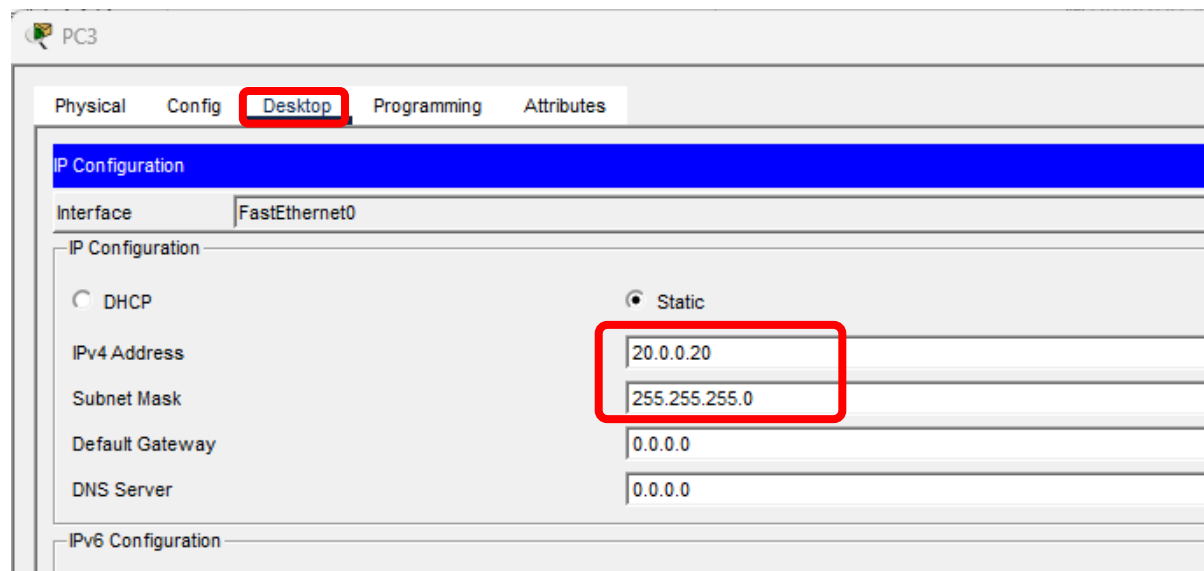 PC3
Physical Config Desktop Programming Attributes
IP Configuration
Interface FastEthernet0
IP Configuration
DHCP Static
IPv4 Address 20.0.0.20
Subnet Mask 255.255.255.0
Default Gateway 0.0.0.0
DNS Server 0.0.0.0
IPv6 Configuration